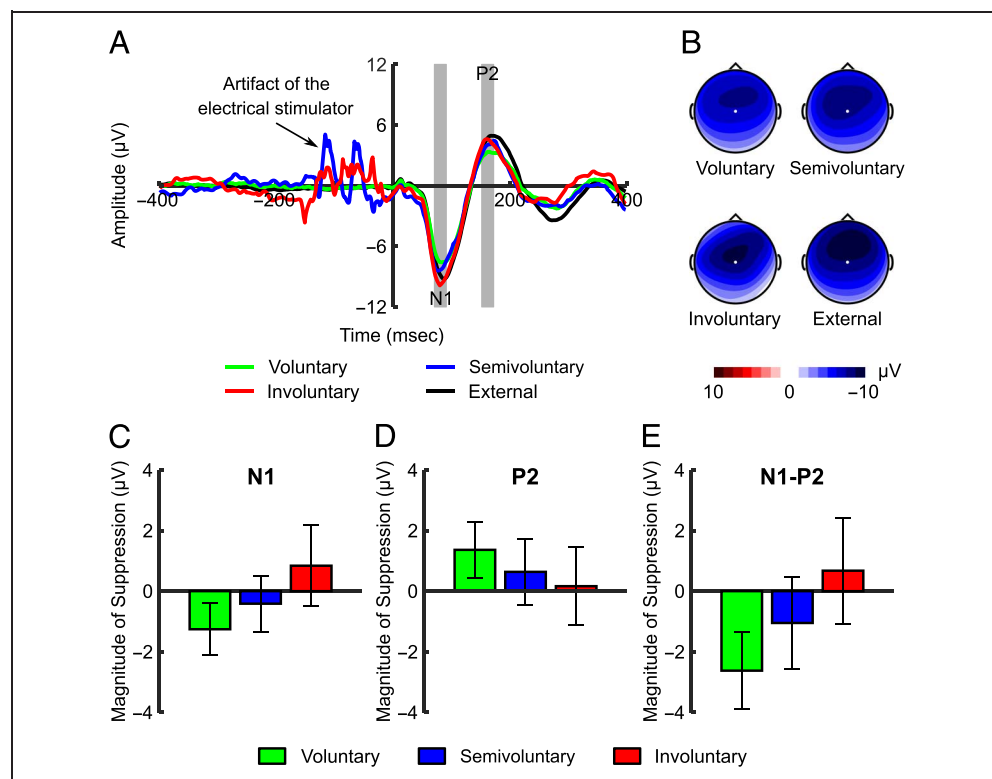 A
Artifact of the
electrical stimulator
12
6
−6
−12
Amplitude (µV)
−400
−200
200
400
P2
N1
Time (msec)
Voluntary
Semivoluntary
Involuntary
External
B
Voluntary
Semivoluntary
Involuntary
External
10
0
−10
µV
C
N1
Magnitude of Suppression (µV)
4
2
0
−2
−4
D
P2
Magnitude of Suppression (µV)
4
2
0
−2
−4
E
N1-P2
Magnitude of Suppression (µV)
4
2
0
−2
−4
Voluntary
Semivoluntary
Involuntary